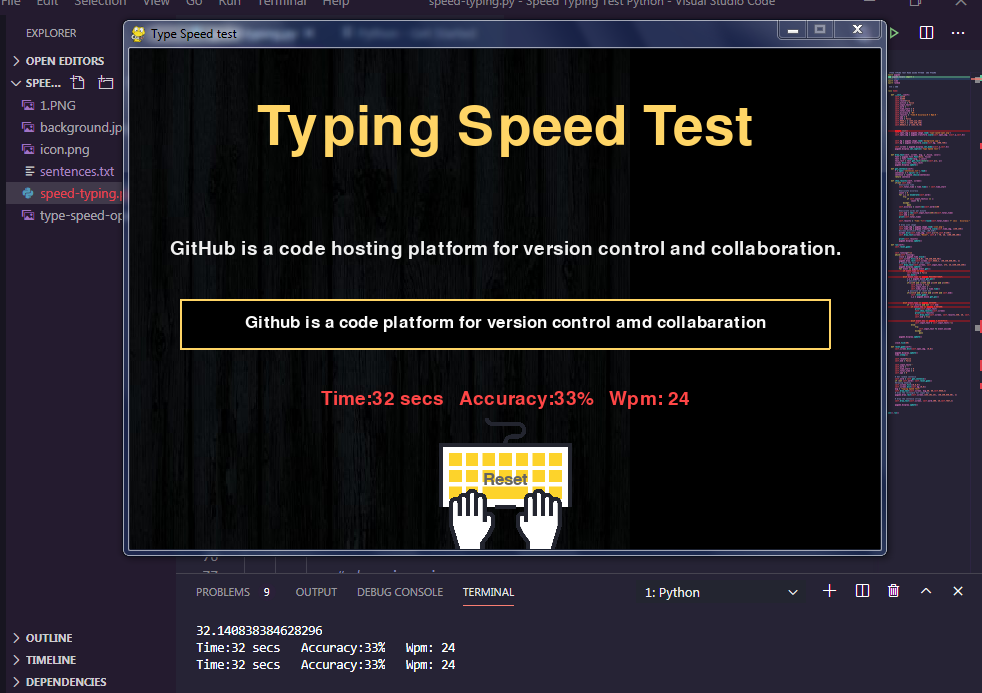 File Edit Selection View Go Run Terminal Help speed-typing.py - Speed Typing Test Python - Visual Studio Code
EXPLORER
Type Speed test
OPEN EDITORS
SPEE...
1.PNG
background.jp
icon.png
sentences.txt
speed-typing.p
type-speed-op
Typing Speed Test
GitHub is a code hosting platform for version control and collaboration.
Github is a code platform for version control amd collabaration
Time:32 secs Accuracy:33% Wpm: 24
Reset
PROBLEMS 9 OUTPUT DEBUG CONSOLE TERMINAL 1: Python
32.140838384628296
Time:32 secs Accuracy:33% Wpm: 24
Time:32 secs Accuracy:33% Wpm: 24
OUTLINE
TIMELINE
DEPENDENCIES